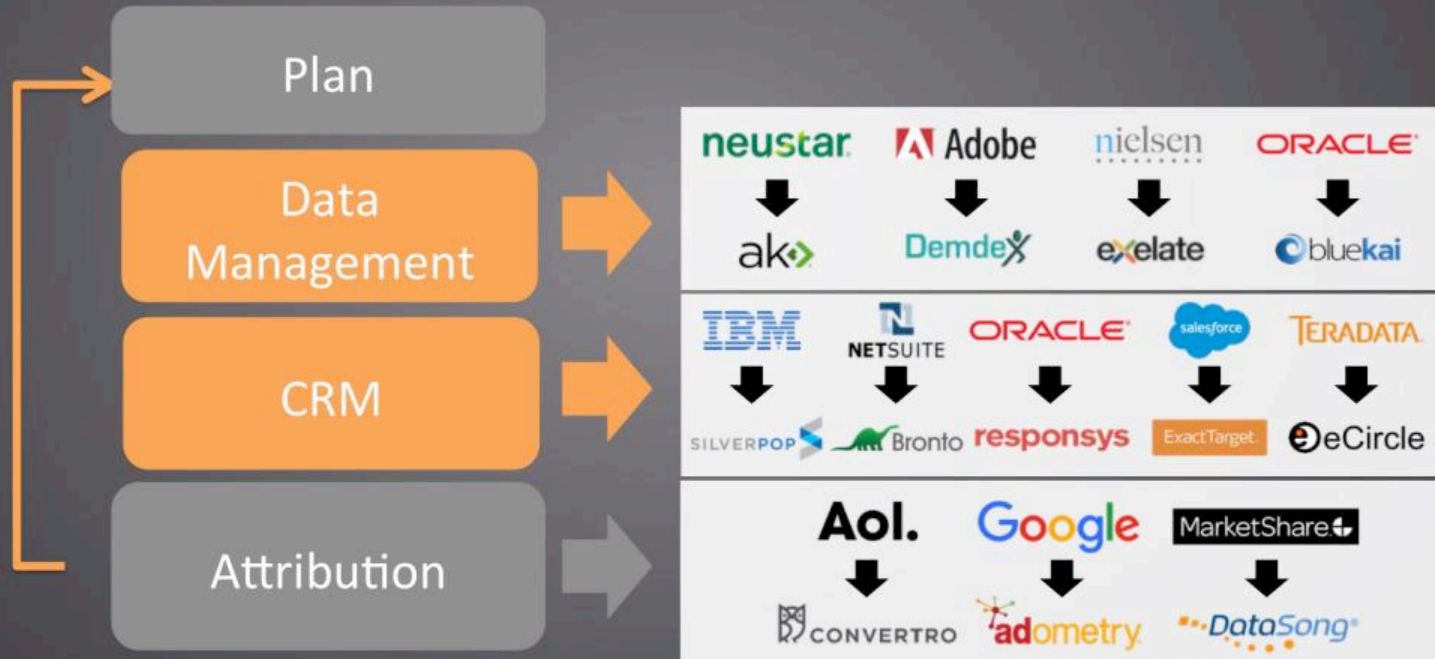 Plan
Data
Management
neustar Adobe nielsen ORACLE
ak Demdex exelate bluekai
CRM
IBM NETSUITE ORACLE salesforce TERADATA
SILVERPOP Bronto responsys ExactTarget eCircle
Attribution
Aol. Google MarketShare
CONVERTRO adometry DataSong